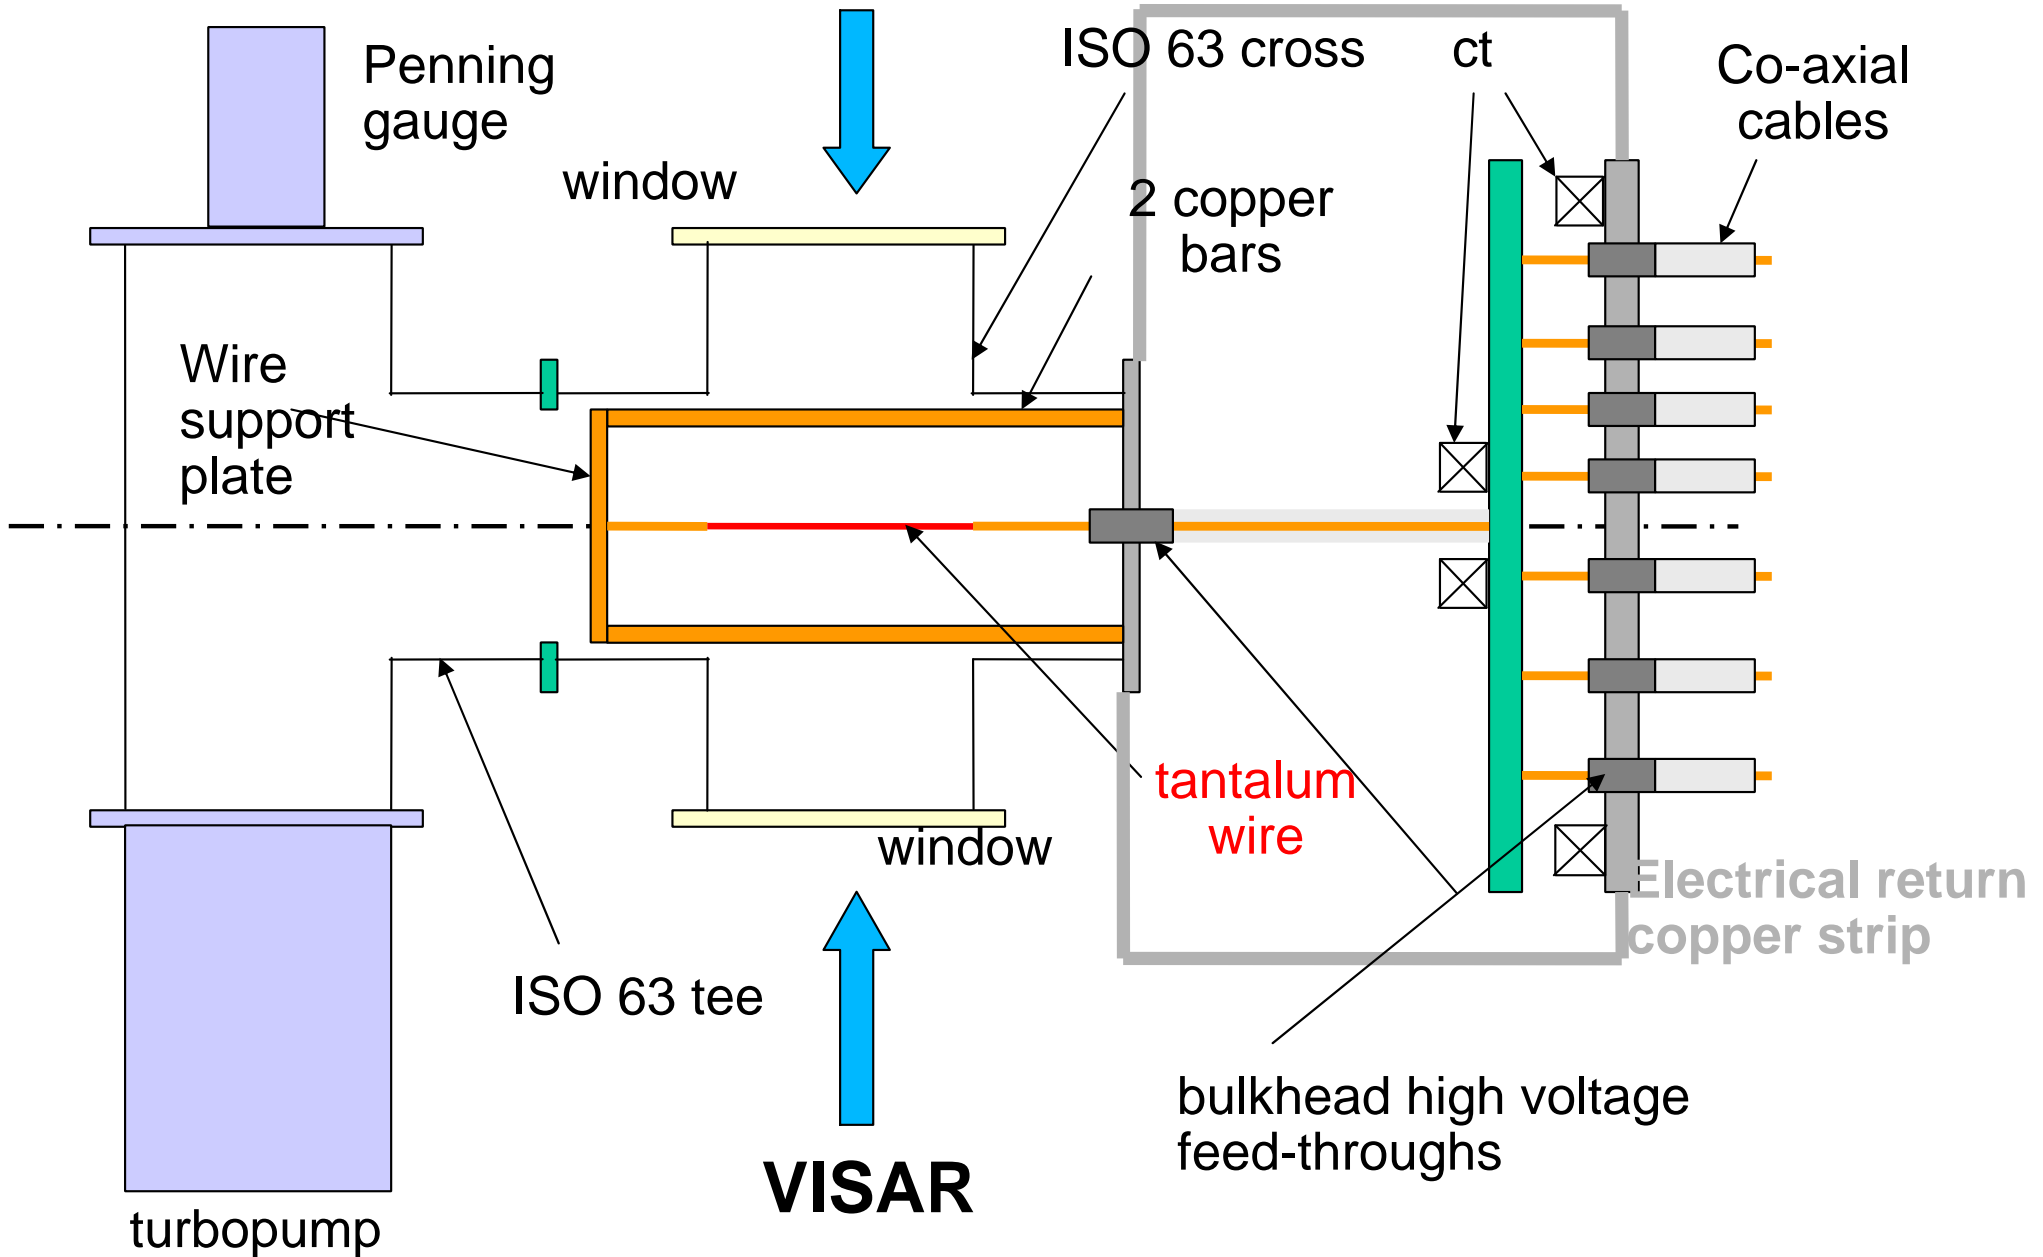 Penning
gauge
ISO 63 cross
ct
Co-axial
cables
window
2 copper
bars
Wire
support
plate
tantalum
wire
window
Electrical return
copper strip
ISO 63 tee
bulkhead high voltage
feed-throughs
VISAR
turbopump